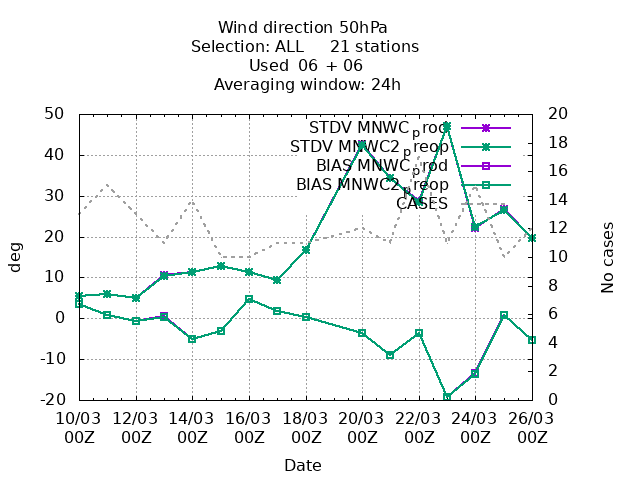 Wind direction 50hPa
Selection: ALL 21 stations
Used 06 + 06
Averaging window: 24h
50 20
STDV MNWC_prod
18
STDV MNWC2_preop
40 16
BIAS MNWC_prod
BIAS MNWC2_preop
30 14
CASES
20 12
10
10 8
0 6
4
-10
2
-20 0
deg
No cases
10/03 12/03 14/03 16/03 18/03 20/03 22/03 24/03 26/03
00Z 00Z 00Z 00Z 00Z 00Z 00Z 00Z 00Z
Date